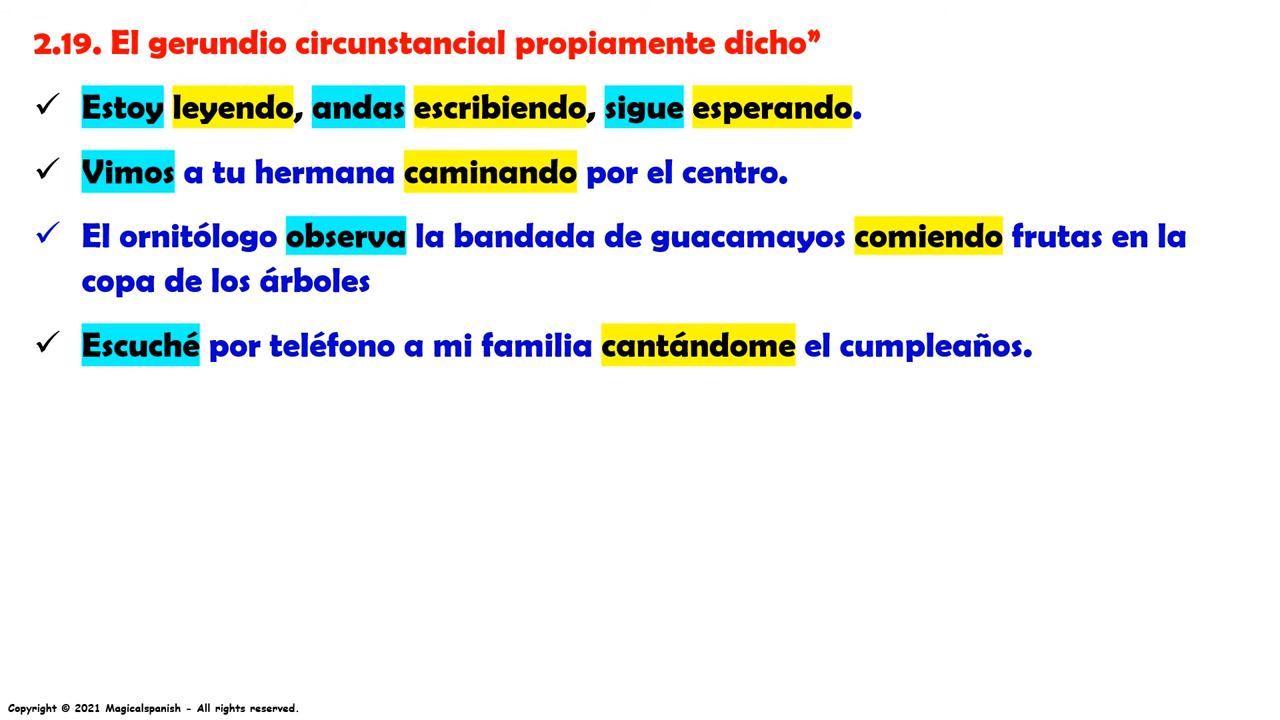 2.19. El gerundio circunstancial propiamente dicho”
✓ Estoy leyendo, andas escribiendo, sigue esperando.
✓ Vimos a tu hermana caminando por el centro.
✓ El ornitólogo observa la bandada de guacamayos comiendo frutas en la
copa de los árboles
✓ Escuché por teléfono a mi familia cantándome el cumpleaños.
Copyright © 2021 Magicalspanish - All rights reserved.